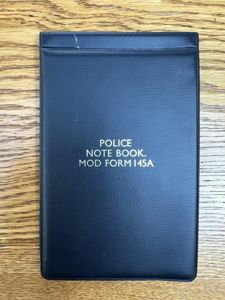 POLICE
NOTE BOOK.
MOD FORM 145A